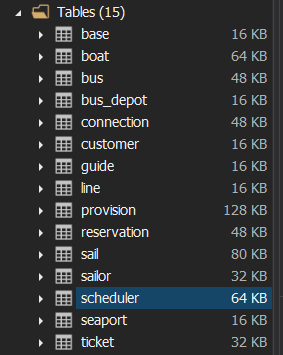 Tables (15)
base 16 KB
boat 64 KB
bus 48 KB
bus_depot 16 KB
connection 48 KB
customer 16 KB
guide 16 KB
line 16 KB
provision 128 KB
reservation 48 KB
sail 80 KB
sailor 32 KB
scheduler 64 KB
seaport 16 KB
ticket 32 KB